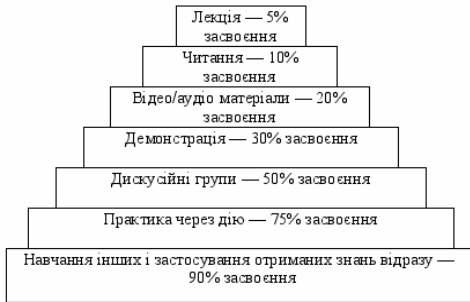 Лекція — 5%
засвоєння
Читання — 10%
засвоєння
Відео/аудіо матеріали — 20%
засвоєння
Демонстрація — 30% засвоєння
Дискусійні групи — 50% засвоєння
Практика через дію — 75% засвоєння
Навчання інших і застосування отриманих знань відразу —
90% засвоєння